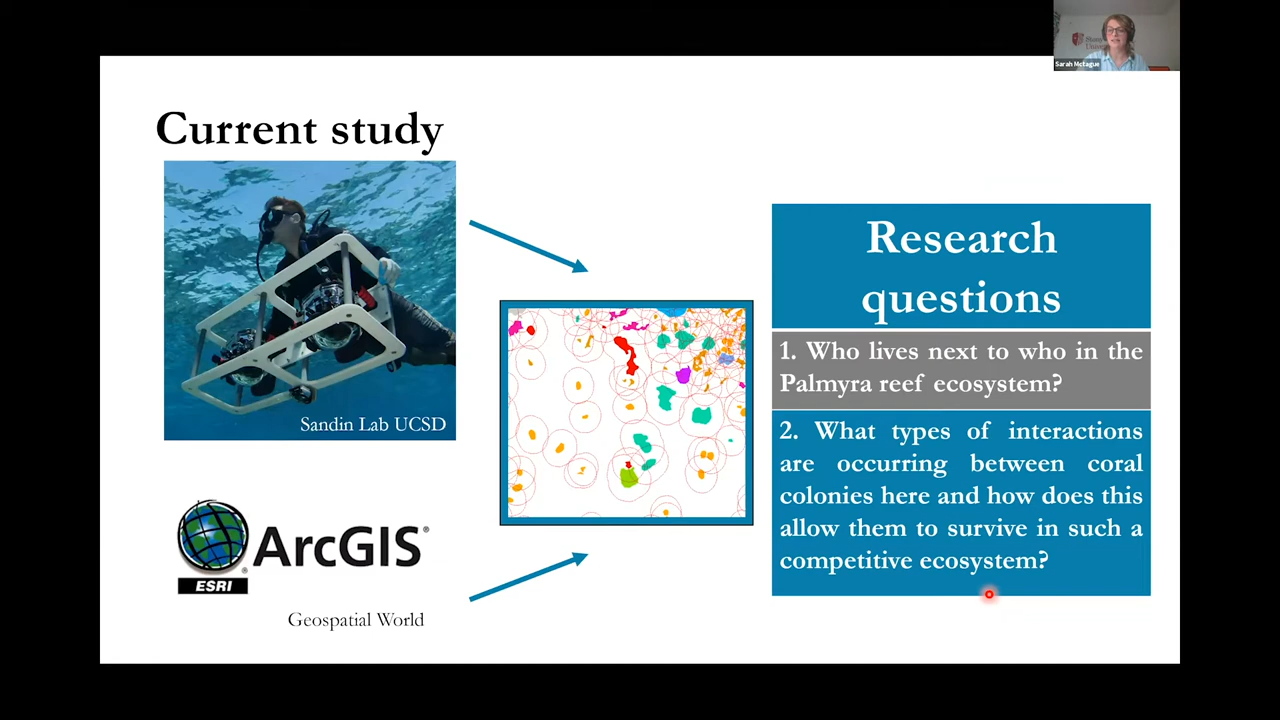 Sarah McTague
Current study
Sandin Lab UCSD
ArcGIS®
ESRI®
Geospatial World
Research
questions
1. Who lives next to who in the
Palmyra reef ecosystem?
2. What types of interactions
are occurring between coral
colonies here and how does this
allow them to survive in such a
competitive ecosystem?